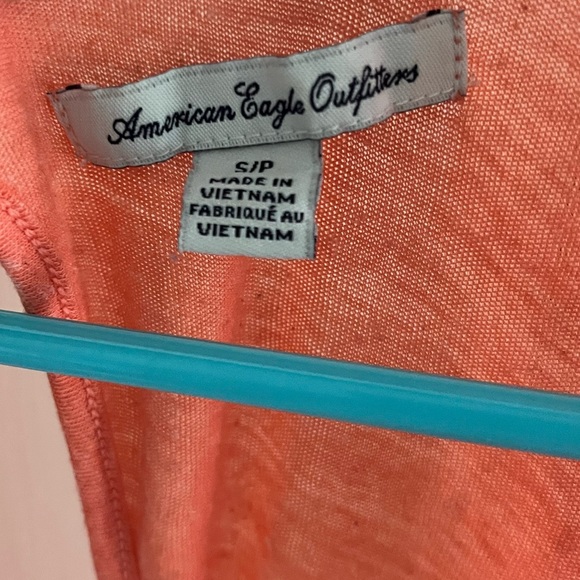 American Eagle Outfitters
S/P
MADE IN
VIETNAM
FABRIQUÉ AU
VIETNAM